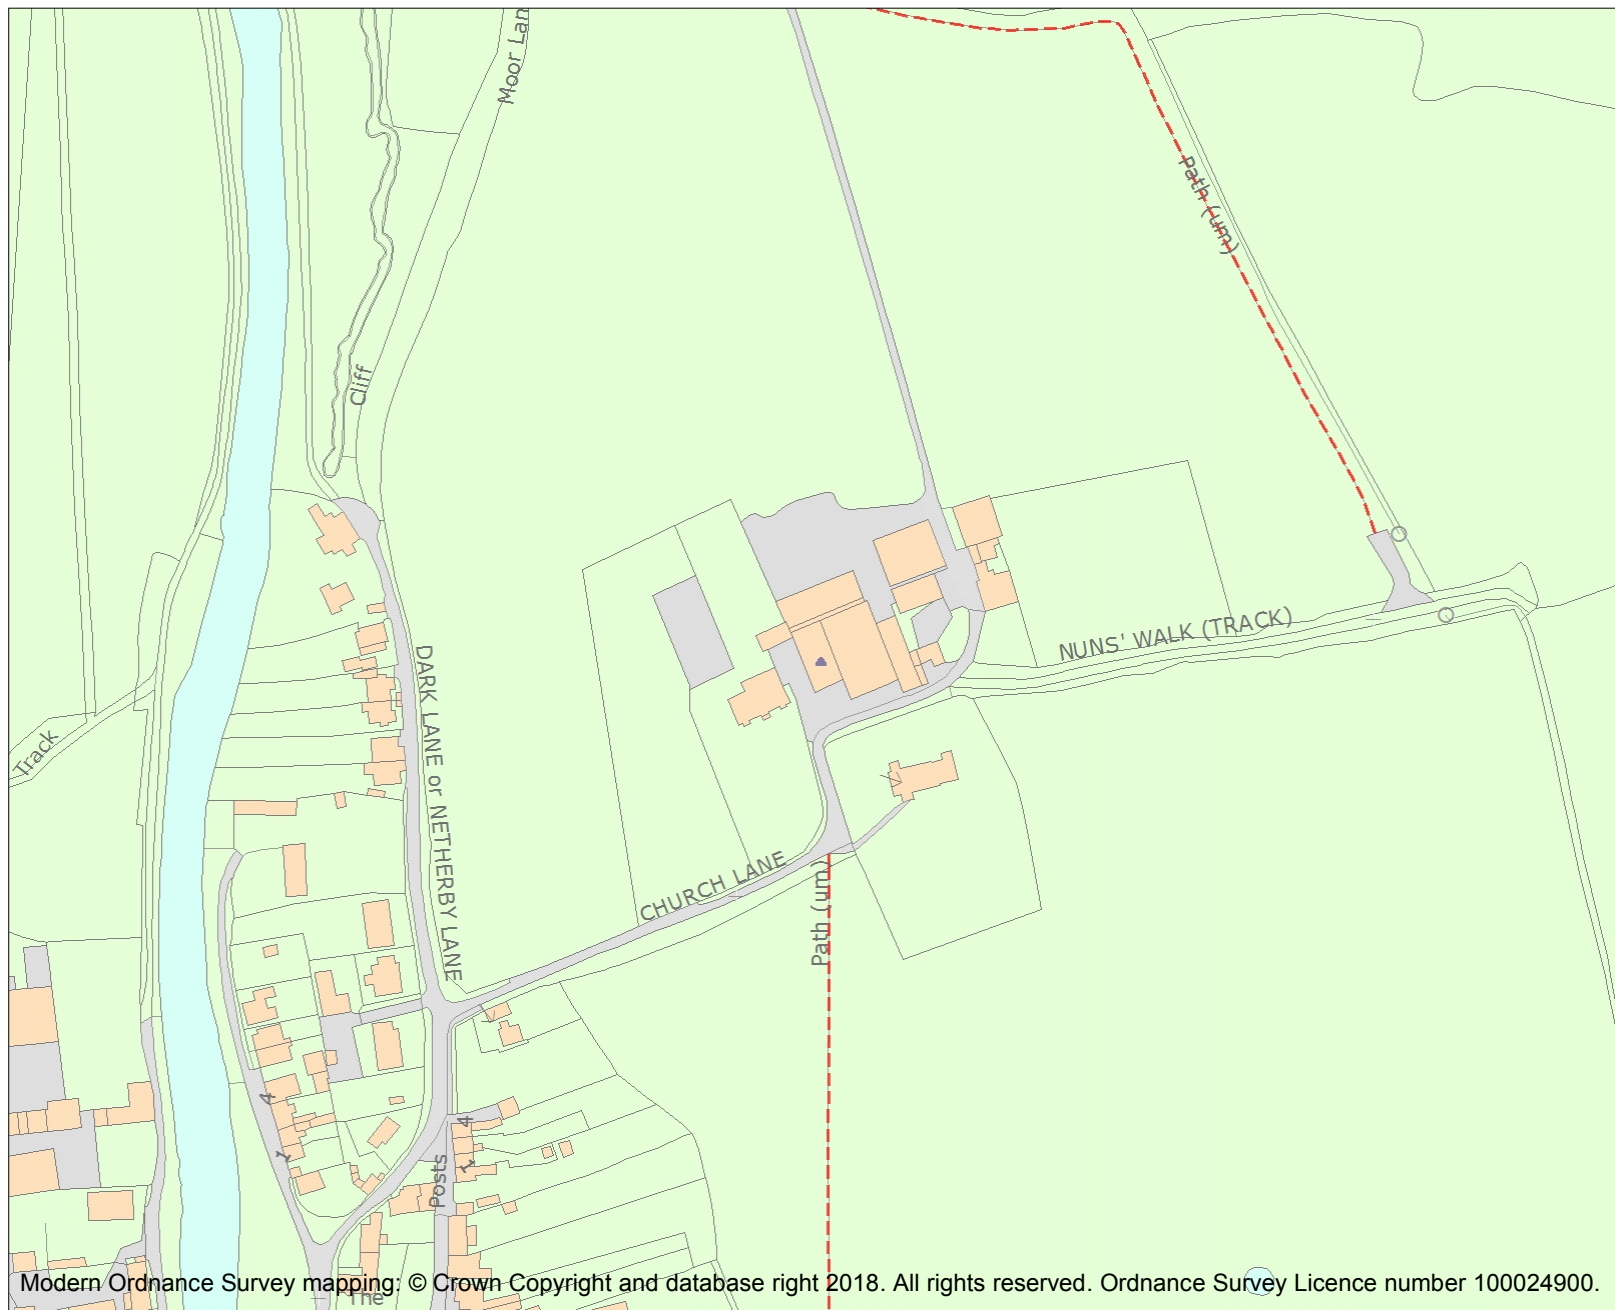 Moor Lan
Path (um)
Cliff
NUNS' WALK (TRACK)
DARK LANE or NETHERBY LANE
Track
CHURCH LANE
Path (um)
4
4
1
1
Posts
Modern Ordnance Survey mapping: © Crown Copyright and database right 2018. All rights reserved. Ordnance Survey Licence number 100024900.
The